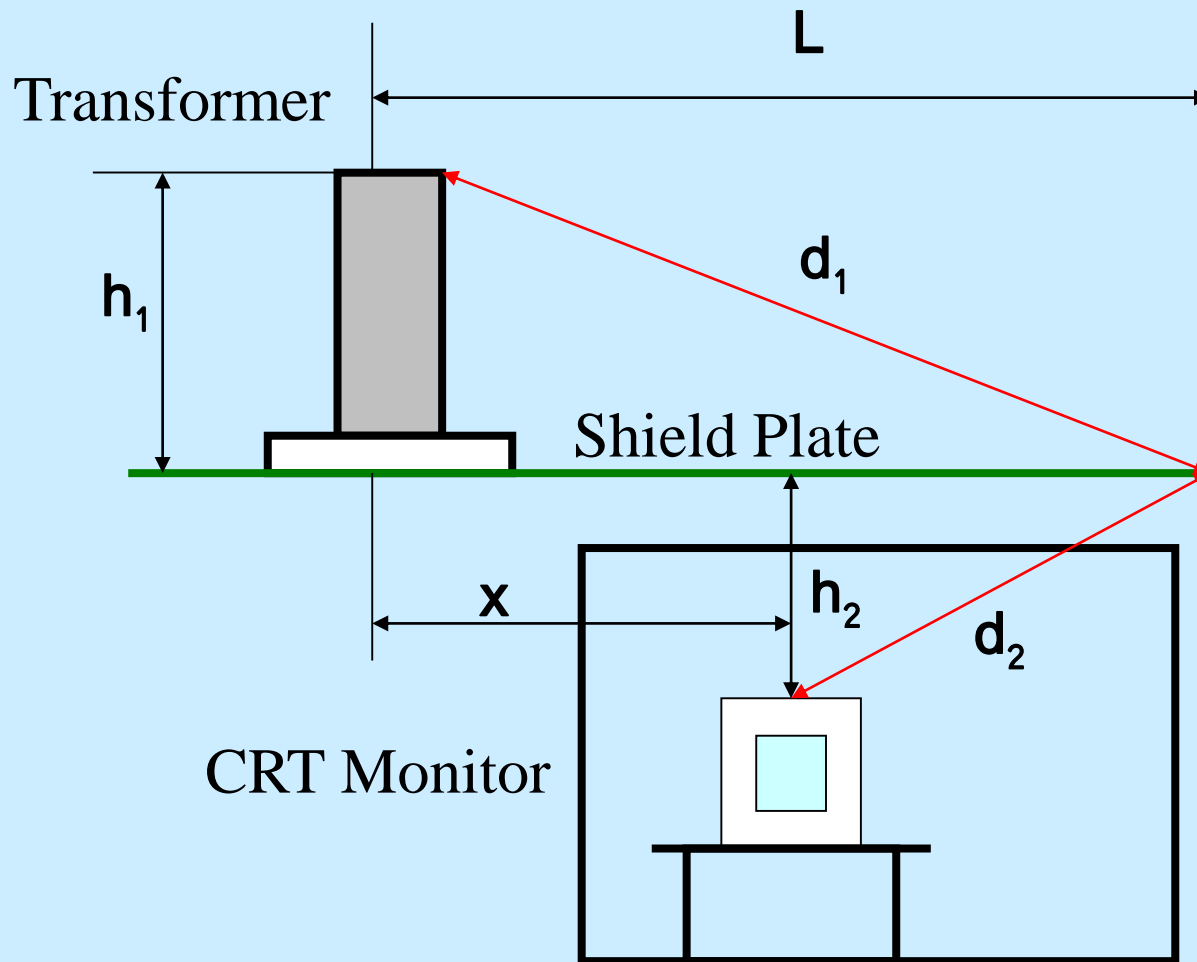 L
Transformer
d₁
h₁
Shield Plate
x
h₂
d₂
CRT Monitor